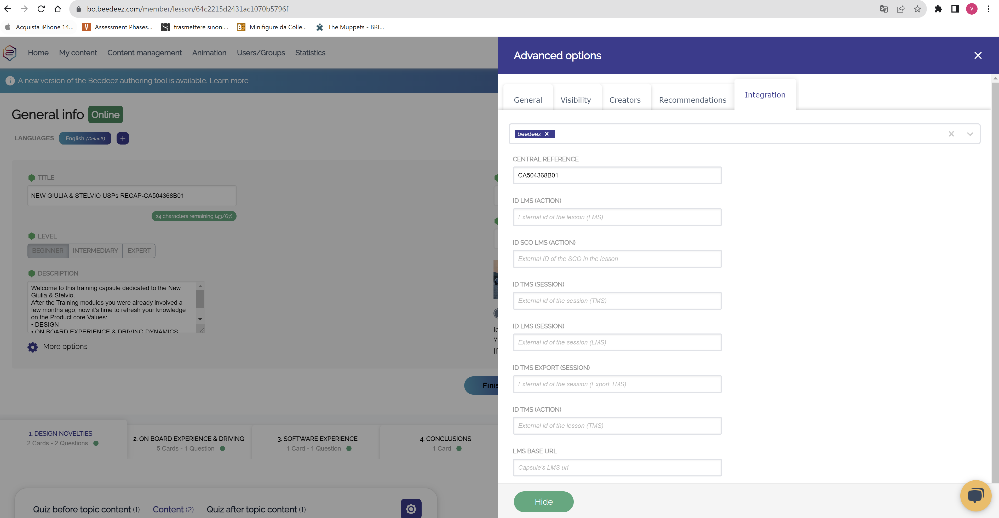 bo.beedeez.com/member/lesson/64c2215d2431ac1070b5796f
V
Acquista iPhone 14...
Assessment Phases...
trasmettere sinoni...
Minifigure da Colle...
The Muppets - BRI...
Home
My content
Content management
Animation
Users/Groups
Statistics
A new version of the Beedeez authoring tool is available. Learn more
General info Online
LANGUAGES English (Default) +
TITLE
NEW GIULIA & STELVIO USPs RECAP-CA504368B01
24 characters remaining (43/67)
LEVEL
BEGINNER INTERMEDIARY EXPERT
DESCRIPTION
Welcome to this training capsule dedicated to the New
Giulia & Stelvio.
After the Training modules you were already involved a
few months ago, now it's time to refresh your knowledge
on the Product core Values:
• DESIGN
• ON BOARD EXPERIENCE & DRIVING DYNAMICS
More options
If
Finis
1. DESIGN NOVELTIES
2 Cards - 2 Questions
2. ON BOARD EXPERIENCE & DRIVING
5 Cards - 1 Question
3. SOFTWARE EXPERIENCE
1 Card - 1 Question
4. CONCLUSIONS
1 Card
Quiz before topic content (1)
Content (2)
Quiz after topic content (1)
Advanced options
General
Visibility
Creators
Recommendations
Integration
beedeez
CENTRAL REFERENCE
CA504368B01
ID LMS (ACTION)
External id of the lesson (LMS)
ID SCO LMS (ACTION)
External ID of the SCO in the lesson
ID TMS (SESSION)
External id of the session (TMS)
ID LMS (SESSION)
External id of the session (LMS)
ID TMS EXPORT (SESSION)
External id of the session (Export TMS)
ID TMS (ACTION)
External id of the lesson (TMS)
LMS BASE URL
Capsule's LMS url
Hide